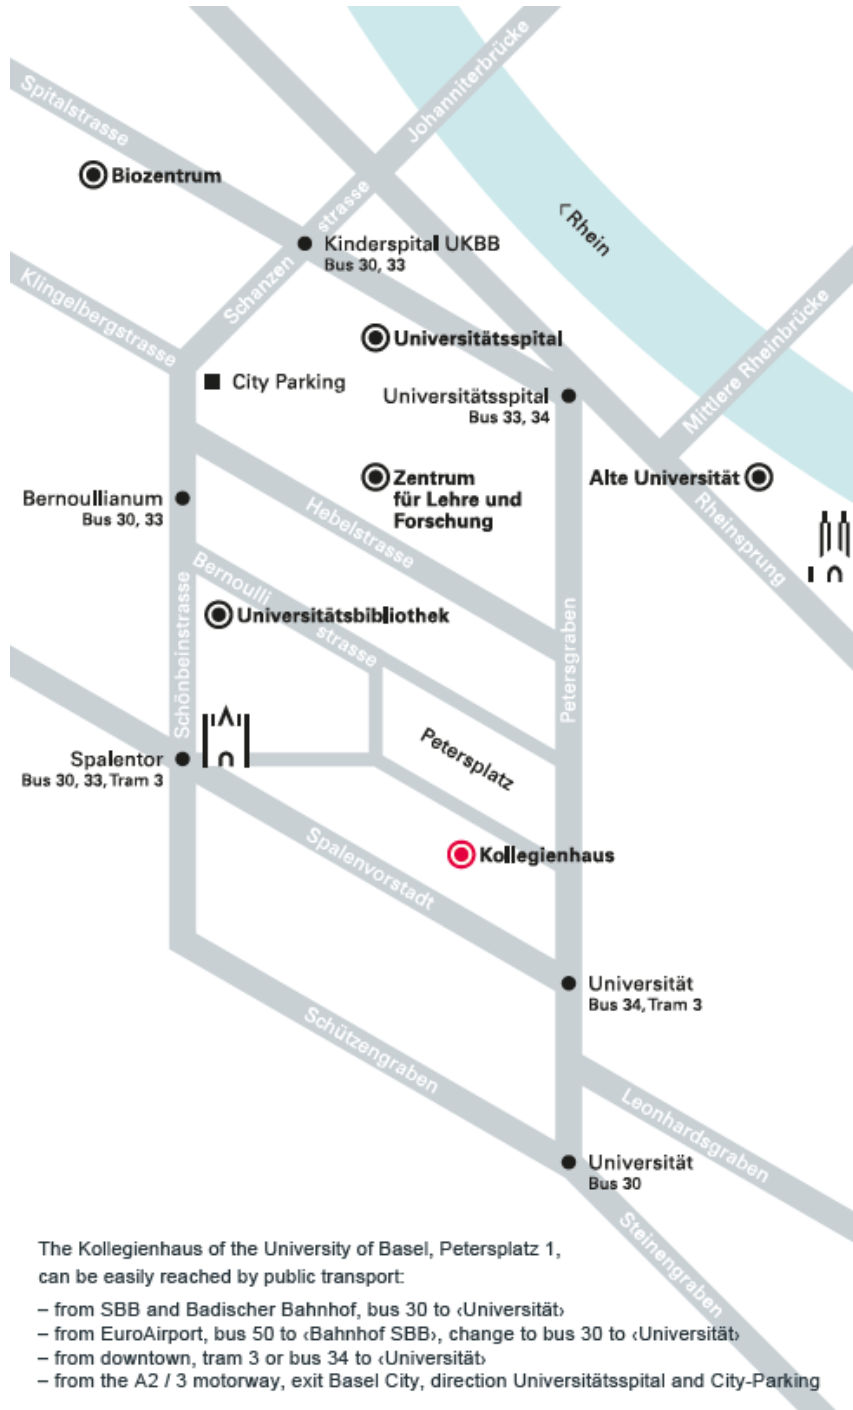 Johanniterbrücke
Spitalstrasse
Biozentrum
Schanzen
strasse
‹Rhein
Kinderspital UKBB
Bus 30, 33
Klingelbergstrasse
Mittlere Rheinbrücke
Universitätsspital
City Parking
Universitätsspital
Bus 33, 34
Bernoullianum
Bus 30, 33
Zentrum
für Lehre und
Forschung
Alte Universität
Hebelstrasse
Rheinsprung
Bernoulli
strasse
Universitätsbibliothek
Schönbeinstrasse
Petersgraben
Spalentor
Bus 30, 33, Tram 3
Petersplatz
Spalenvorstadt
Kollegienhaus
Universität
Bus 34, Tram 3
Schützengraben
Leonhardsgraben
Universität
Bus 30
Steinengraben
The Kollegienhaus of the University of Basel, Petersplatz 1,
can be easily reached by public transport:
– from SBB and Badischer Bahnhof, bus 30 to ‹Universität›
– from EuroAirport, bus 50 to ‹Bahnhof SBB›, change to bus 30 to ‹Universität›
– from downtown, tram 3 or bus 34 to ‹Universität›
– from the A2 / 3 motorway, exit Basel City, direction Universitätsspital and City-Parking